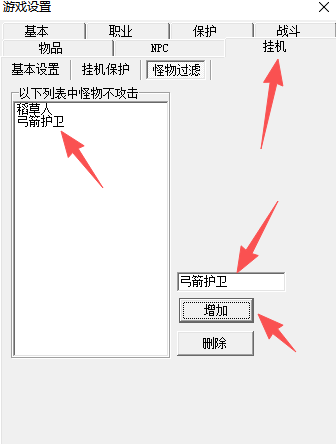 游戏设置
基本 职业 保护 战斗
物品 NPC 挂机
基本设置 挂机保护 怪物过滤
以下列表中怪物不攻击
稻草人
弓箭护卫
弓箭护卫
增加
删除